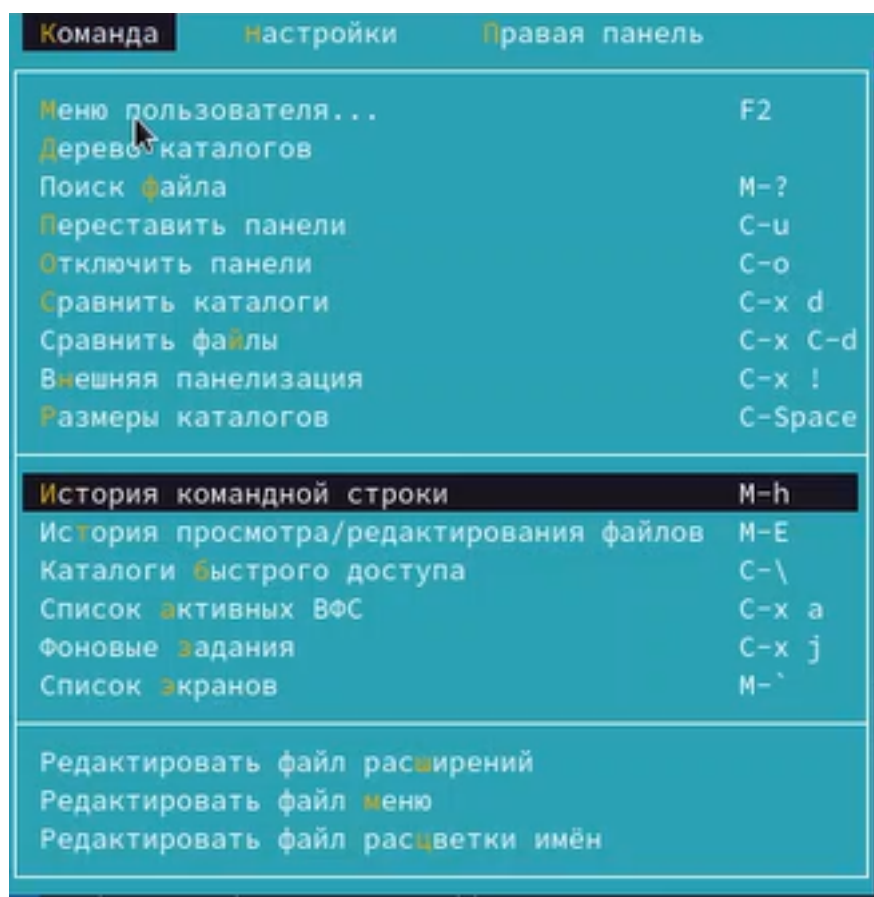 Команда Настройки Правая панель
Меню пользователя... F2
Дерево каталогов
Поиск файла M-?
Переставить панели C-u
Отключить панели C-o
Сравнить каталоги C-x d
Сравнить файлы C-x C-d
Внешняя панелизация C-x !
Размеры каталогов C-Space
История командной строки M-h
История просмотра/редактирования файлов M-E
Каталоги быстрого доступа C-\
Список активных ВФС C-x a
Фоновые задания C-x j
Список экранов M-`
Редактировать файл расширений
Редактировать файл меню
Редактировать файл расцветки имён